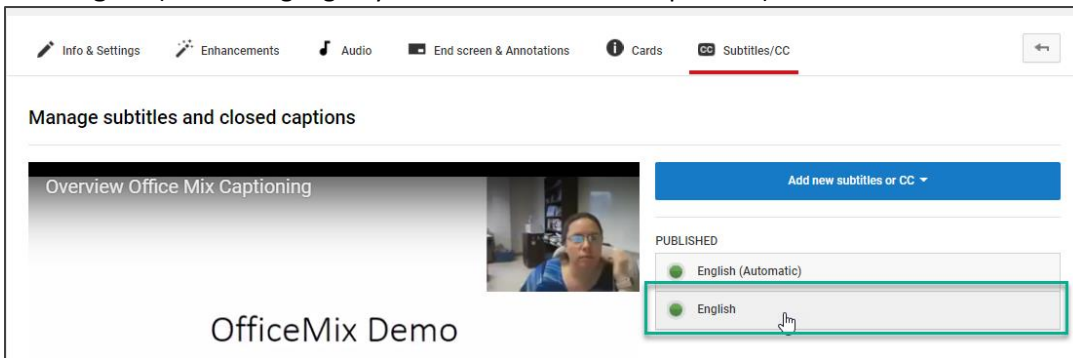 Info & Settings Enhancements Audio End screen & Annotations Cards CC Subtitles/CC
Manage subtitles and closed captions
Overview Office Mix Captioning
OfficeMix Demo
Add new subtitles or CC
PUBLISHED
English (Automatic)
English